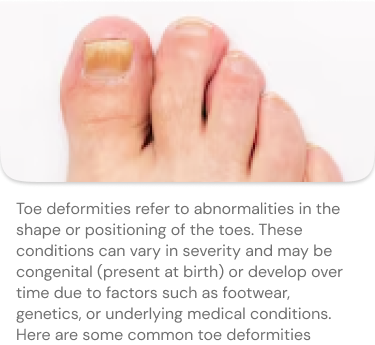 Toe deformities refer to abnormalities in the
shape or positioning of the toes. These
conditions can vary in severity and may be
congenital (present at birth) or develop over
time due to factors such as footwear,
genetics, or underlying medical conditions.
Here are some common toe deformities